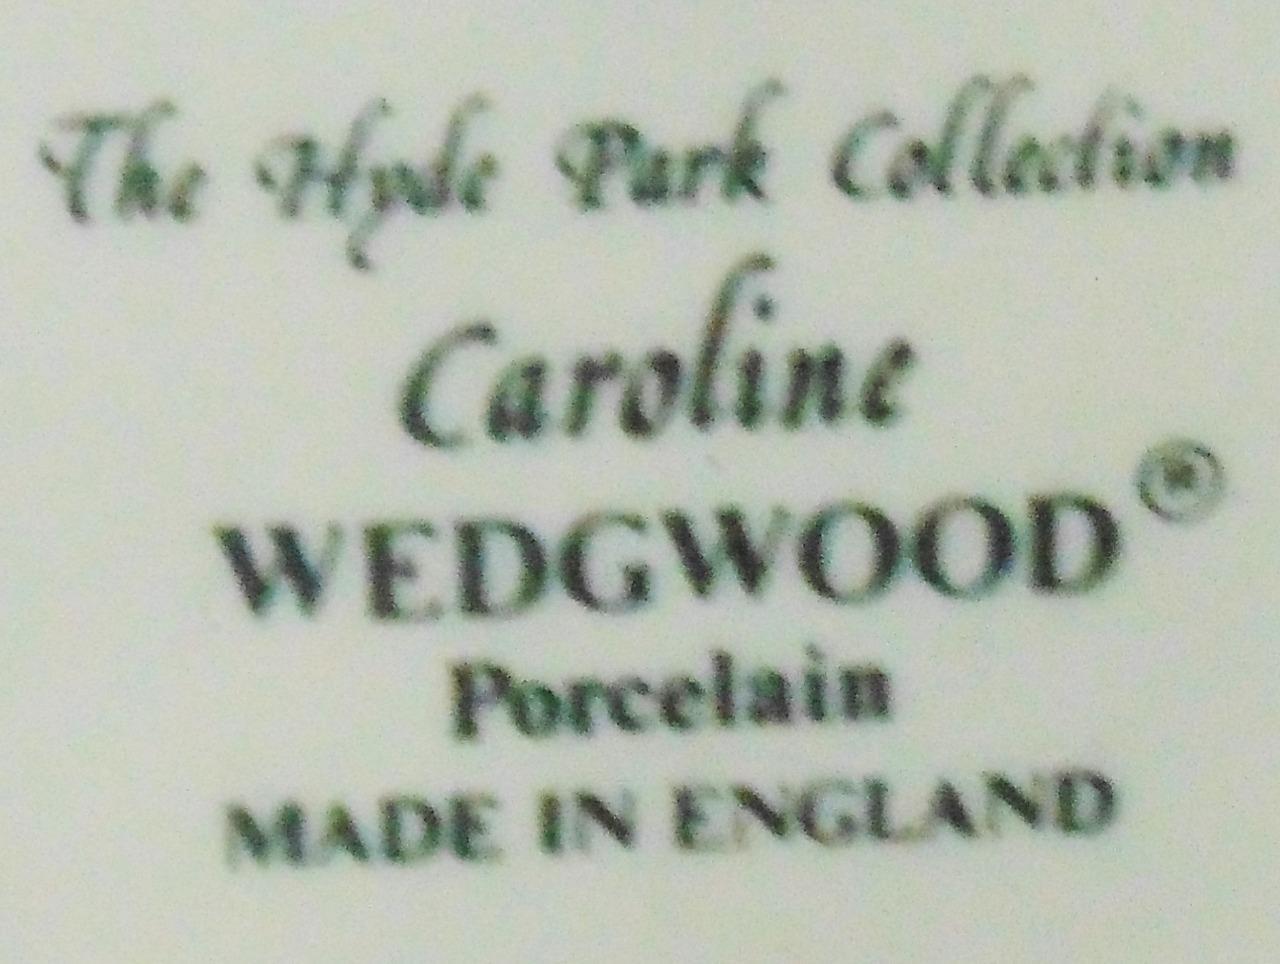 The Hyde Park Collection
Caroline
WEDGWOOD®
Porcelain
MADE IN ENGLAND